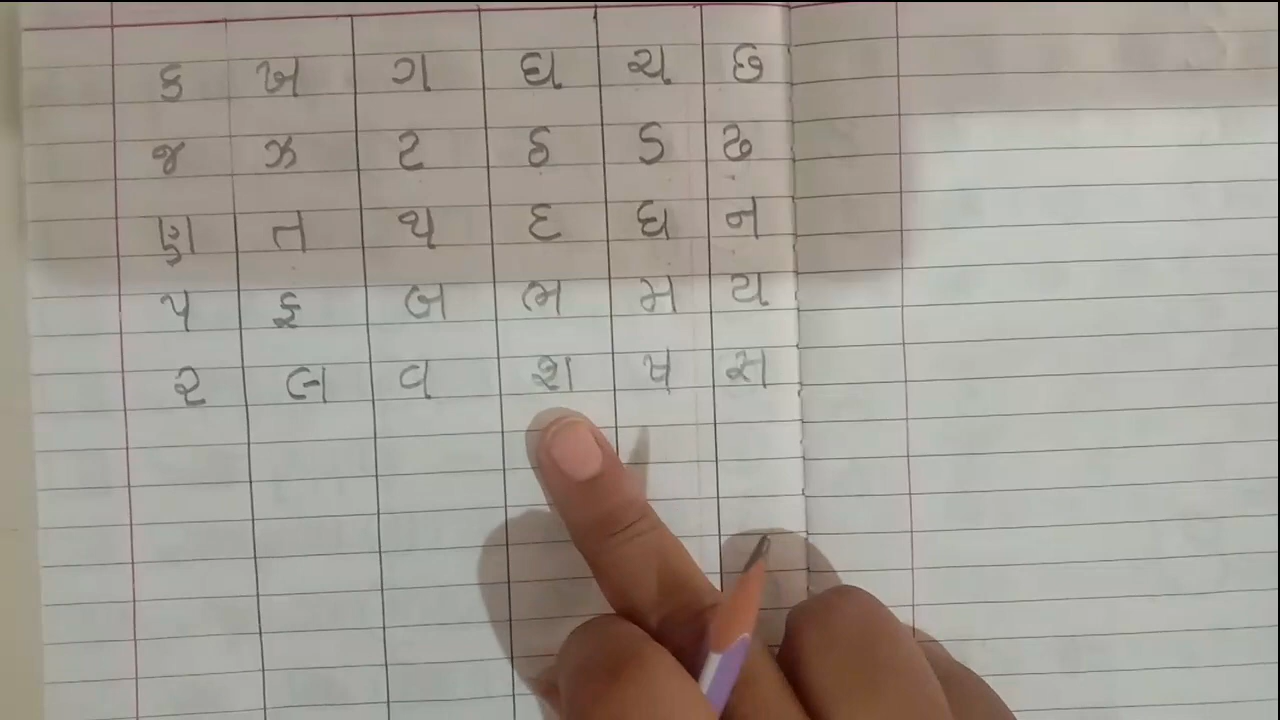 ક ખ ગ ઘ ચ છ
જ ઝ ટ ઠ ડ ઢ
ણ ત થ દ ધ ન
પ ફ બ ભ મ ય
ર લ વ શ ષ સ